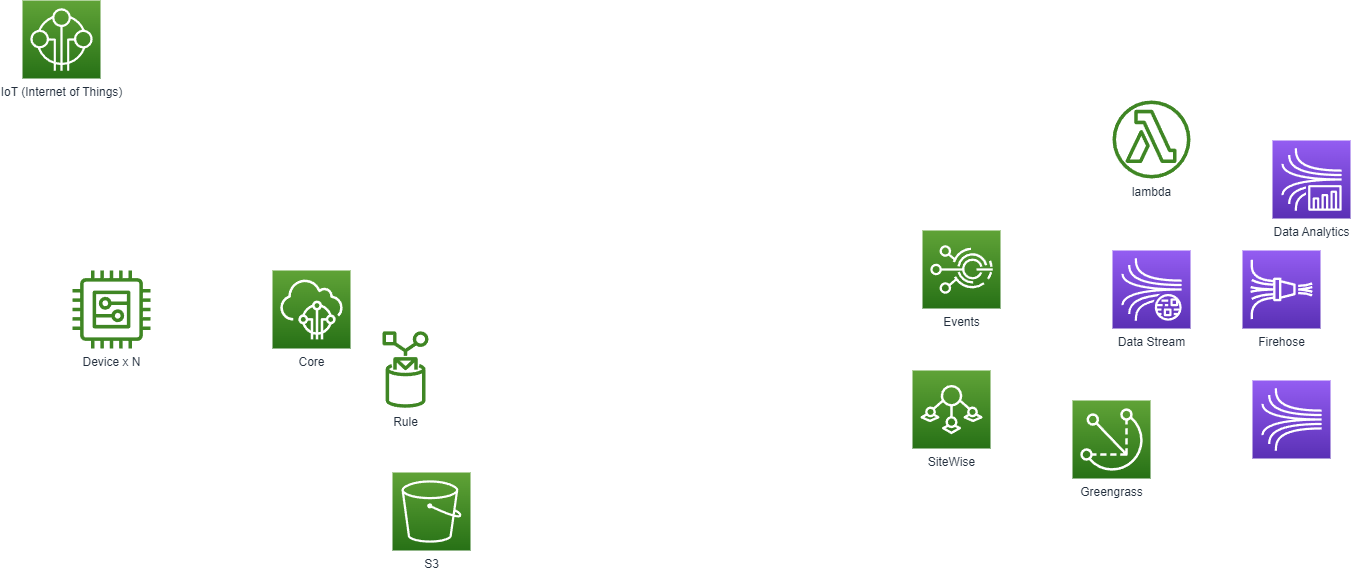 IoT (Internet of Things)
lambda
Data Analytics
Events
Data Stream
Firehose
Device x N
Core
Rule
SiteWise
Greengrass
S3